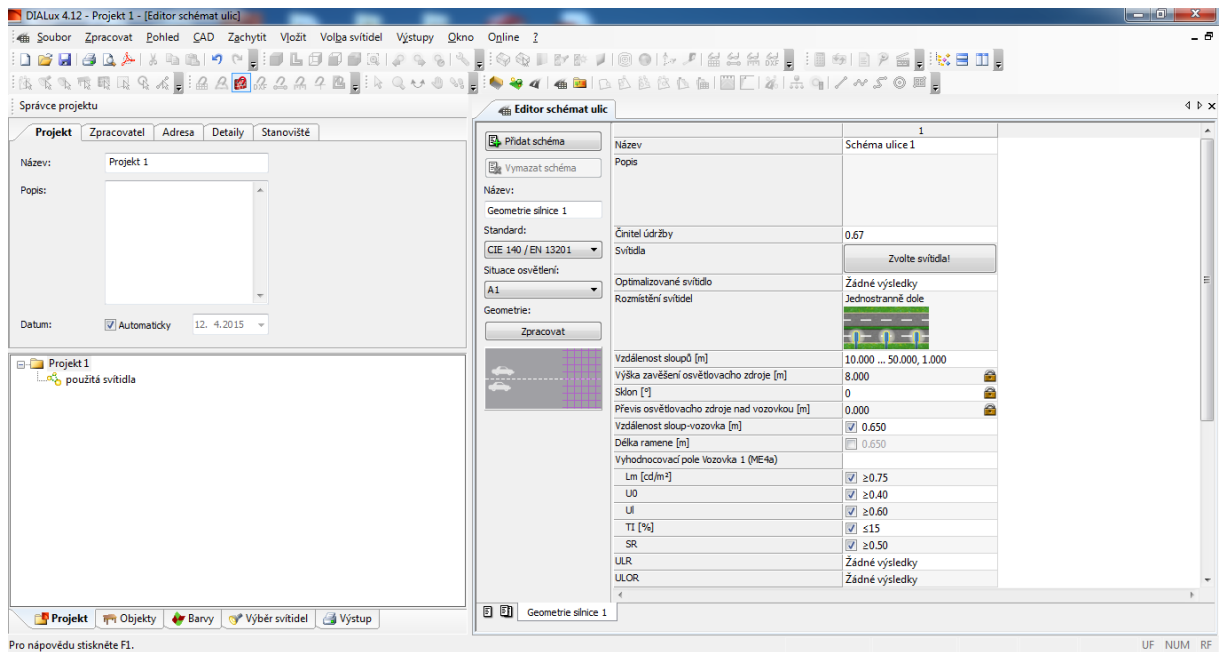 DIALux 4.12 - Projekt 1 - [Editor schémat ulic]
Soubor Zpracovat Pohled CAD Zachytit Vložit Volba svítidel Výstupy Okno Online ?
Správce projektu
Projekt Zpracovatel Adresa Detaily Stanoviště
Název: Projekt 1
Popis:
Datum: Automaticky 12. 4.2015
Projekt 1
použitá svítidla
Projekt Objekty Barvy Výběr svítidel Výstup
Editor schémat ulic
Přidat schéma
Vymazat schéma
Název:
Geometrie silnice 1
Standard:
CIE 140 / EN 13201
Situace osvětlení:
A1
Geometrie:
Zpracovat
1
Název Schéma ulice 1
Popis
Činitel údržby 0.67
Svítidla Zvolte svítidla!
Optimalizované svítidlo Žádné výsledky
Rozmístění svítidel Jednostranně dole
Vzdálenost sloupů [m] 10.000 ... 50.000, 1.000
Výška zavěšení osvětlovacího zdroje [m] 8.000
Sklon [°] 0
Převis osvětlovacího zdroje nad vozovkou [m] 0.000
Vzdálenost sloup-vozovka [m] 0.650
Délka ramene [m] 0.650
Vyhodnocovací pole Vozovka 1 (ME4a)
Lm [cd/m²] ≥0.75
U0 ≥0.40
Ul ≥0.60
TI [%] ≤15
SR ≥0.50
ULR Žádné výsledky
ULOR Žádné výsledky
Geometrie silnice 1
Pro nápovědu stiskněte F1.
UF NUM RF